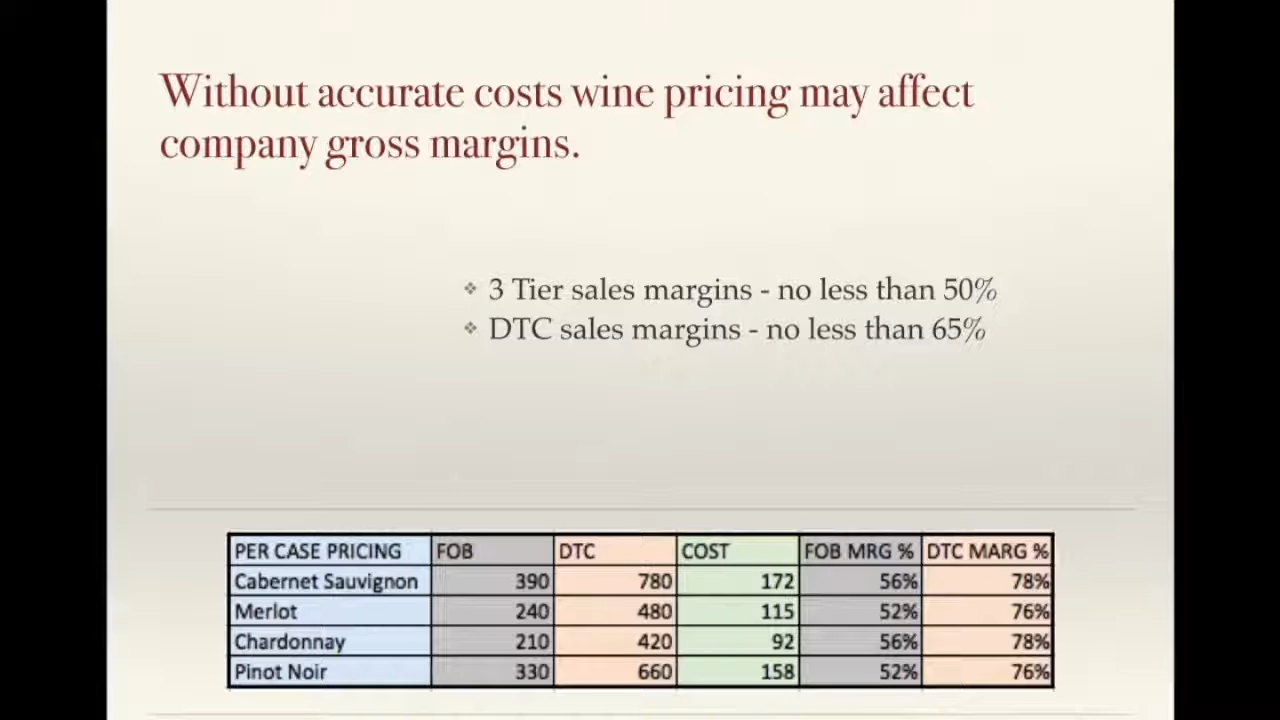 Without accurate costs wine pricing may affect
company gross margins.
❖ 3 Tier sales margins - no less than 50%
❖ DTC sales margins - no less than 65%
PER CASE PRICING FOB DTC COST FOB MRG % DTC MARG %
Cabernet Sauvignon 390 780 172 56% 78%
Merlot 240 480 115 52% 76%
Chardonnay 210 420 92 56% 78%
Pinot Noir 330 660 158 52% 76%